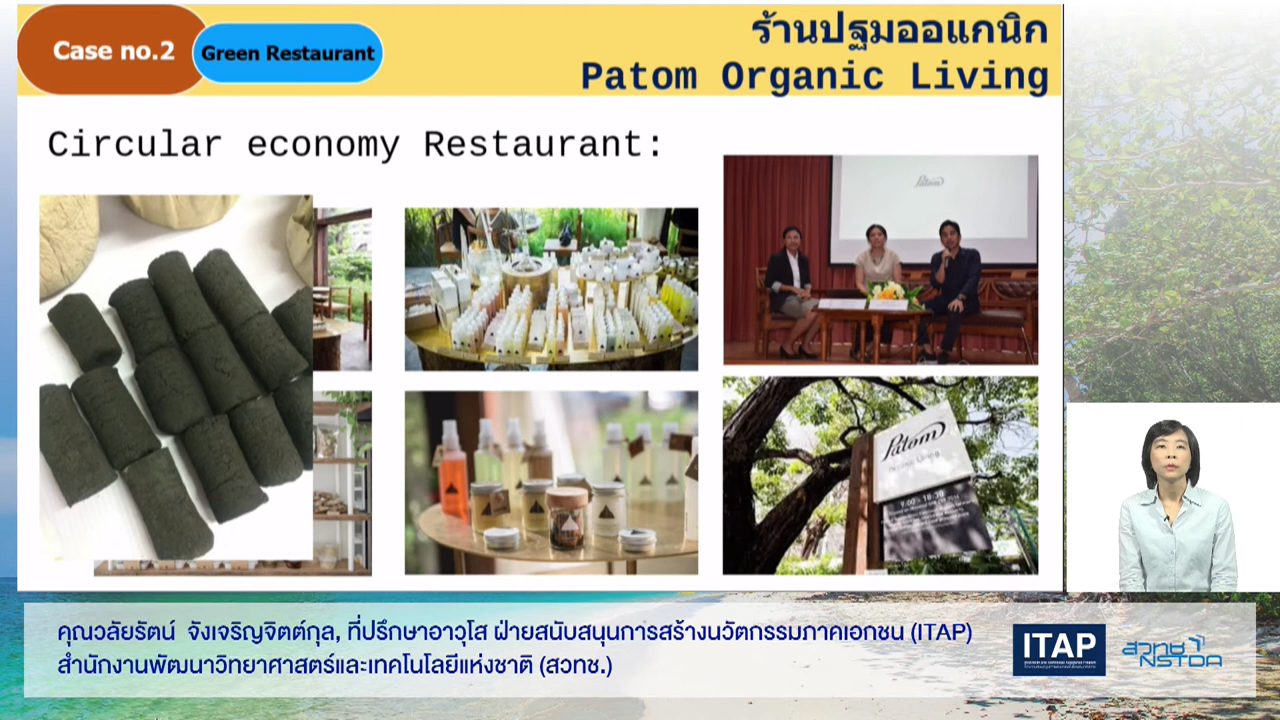 Case no.2
Green Restaurant
ร้านปฐมออแกนิก
Patom Organic Living
Circular economy Restaurant:
Patom
Patom
Organic Living
7:00 - 18:30
คุณวลัยรัตน์ จังเจริญจิตต์กุล, ที่ปรึกษาอาวุโส ฝ่ายสนับสนุนการสร้างนวัตกรรมภาคเอกชน (ITAP)
สำนักงานพัฒนาวิทยาศาสตร์และเทคโนโลยีแห่งชาติ (สวทช.)
ITAP
สวทช
NSTDA